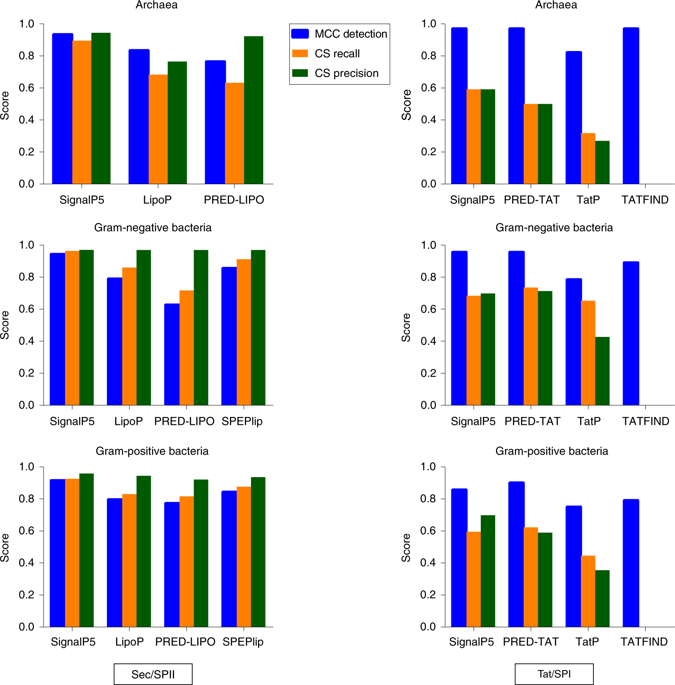 Archaea
1.0
0.8
0.6
0.4
0.2
0.0
Score
SignalP5 LipoP PRED-LIPO
MCC detection
CS recall
CS precision
Archaea
1.0
0.8
0.6
0.4
0.2
0.0
Score
SignalP5 PRED-TAT TatP TATFIND
Gram-negative bacteria
1.0
0.8
0.6
0.4
0.2
0.0
Score
SignalP5 LipoP PRED-LIPO SPEPlip
Gram-negative bacteria
1.0
0.8
0.6
0.4
0.2
0.0
Score
SignalP5 PRED-TAT TatP TATFIND
Gram-positive bacteria
1.0
0.8
0.6
0.4
0.2
0.0
Score
SignalP5 LipoP PRED-LIPO SPEPlip
Gram-positive bacteria
1.0
0.8
0.6
0.4
0.2
0.0
Score
SignalP5 PRED-TAT TatP TATFIND
Sec/SPII
Tat/SPI